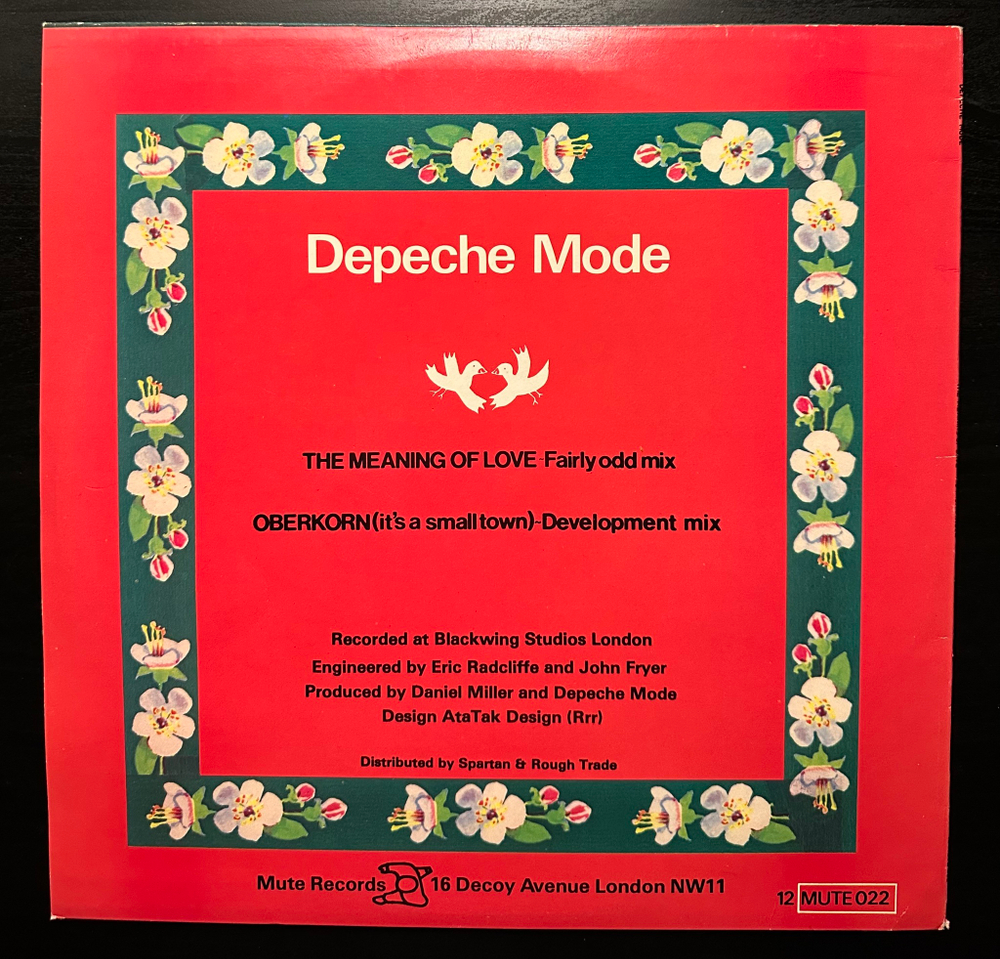 Depeche Mode
THE MEANING OF LOVE-Fairly odd mix
OBERKORN(it's a small town)-Development mix
Recorded at Blackwing Studios London
Engineered by Eric Radcliffe and John Fryer
Produced by Daniel Miller and Depeche Mode
Design AtaTak Design (Rrr)
Distributed by Spartan & Rough Trade
Mute Records 16 Decoy Avenue London NW11
12 MUTE 022